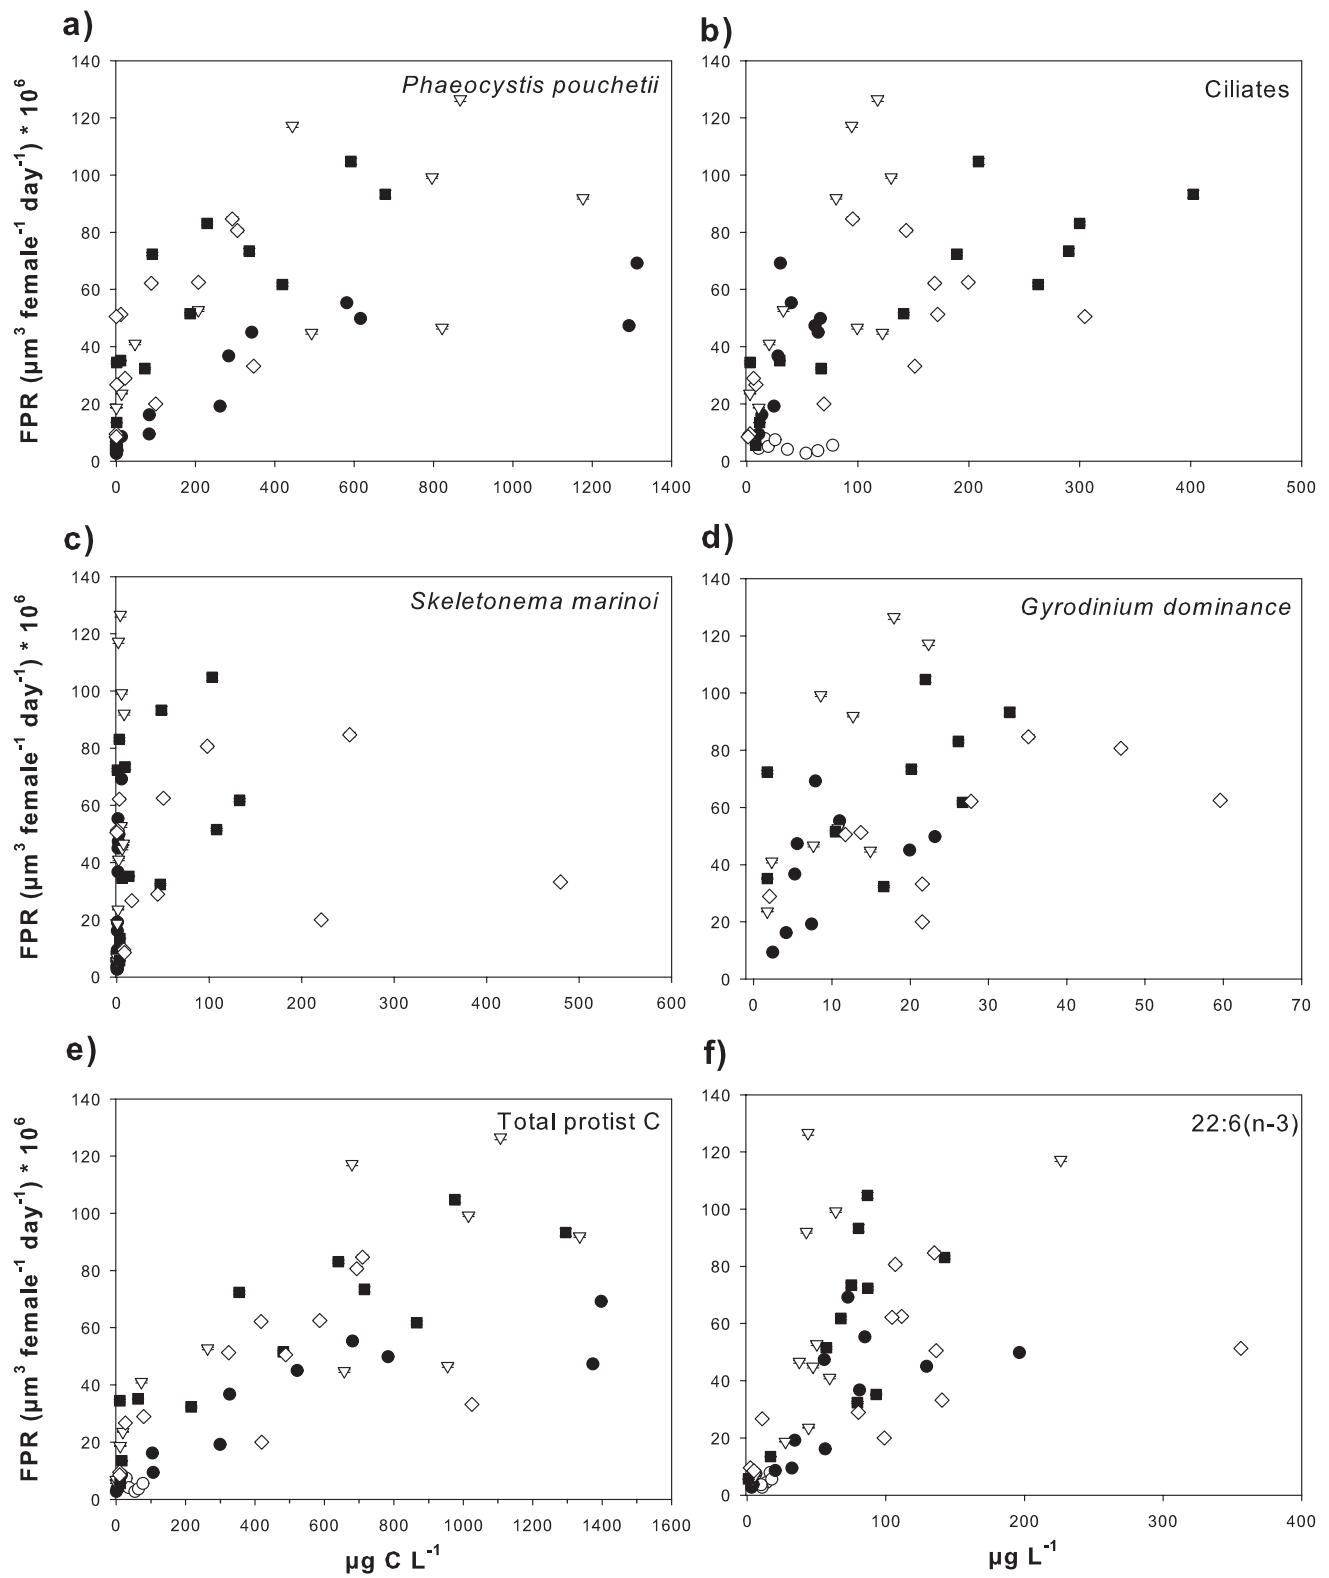 a)
Phaeocystis pouchetii
FPR (µm³ female⁻¹ day⁻¹) * 10⁶
140
120
100
80
60
40
20
0
0 200 400 600 800 1000 1200 1400
b)
Ciliates
140
120
100
80
60
40
20
0
0 100 200 300 400 500
c)
Skeletonema marinoi
FPR (µm³ female⁻¹ day⁻¹) * 10⁶
140
120
100
80
60
40
20
0
0 100 200 300 400 500 600
d)
Gyrodinium dominance
140
120
100
80
60
40
20
0
0 10 20 30 40 50 60 70
e)
Total protist C
FPR (µm³ female⁻¹ day⁻¹) * 10⁶
140
120
100
80
60
40
20
0
0 200 400 600 800 1000 1200 1400 1600
µg C L⁻¹
f)
22:6(n-3)
140
120
100
80
60
40
20
0
0 100 200 300 400
µg L⁻¹